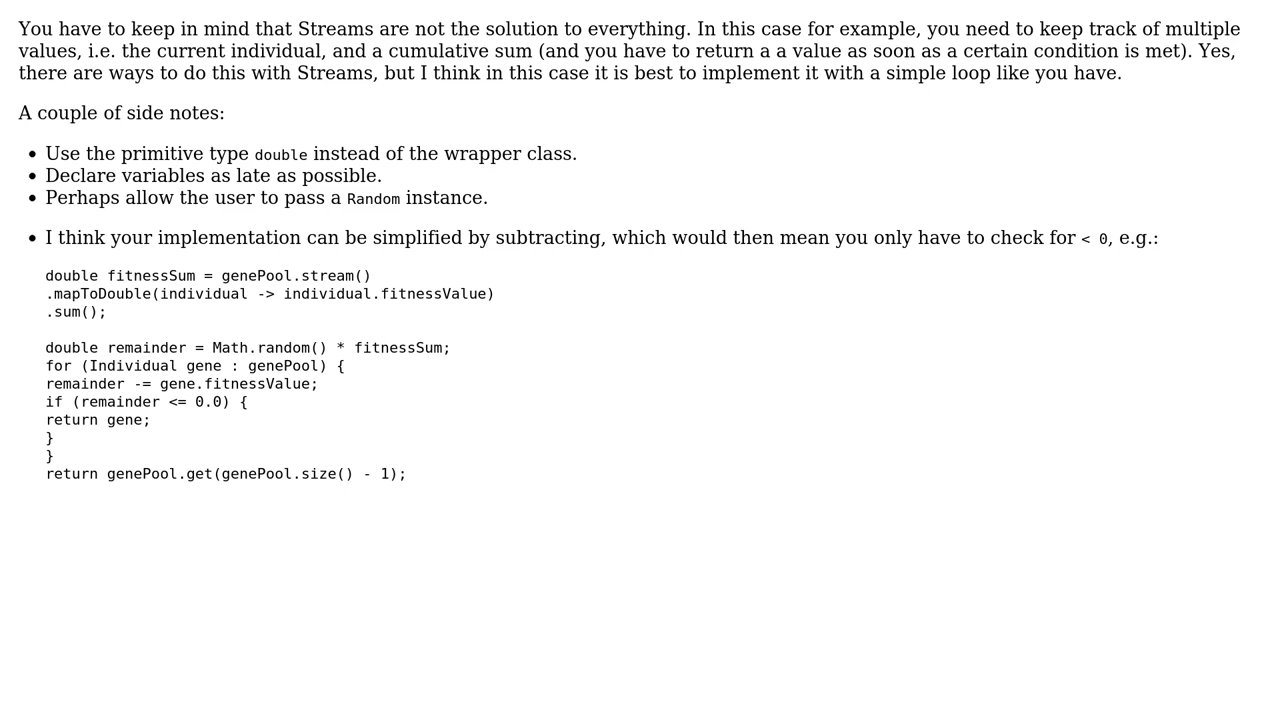 You have to keep in mind that Streams are not the solution to everything. In this case for example, you need to keep track of multiple
values, i.e. the current individual, and a cumulative sum (and you have to return a a value as soon as a certain condition is met). Yes,
there are ways to do this with Streams, but I think in this case it is best to implement it with a simple loop like you have.
A couple of side notes:
• Use the primitive type double instead of the wrapper class.
• Declare variables as late as possible.
• Perhaps allow the user to pass a Random instance.
• I think your implementation can be simplified by subtracting, which would then mean you only have to check for < 0, e.g.:
double fitnessSum = genePool.stream()
.mapToDouble(individual -> individual.fitnessValue)
.sum();
double remainder = Math.random() * fitnessSum;
for (Individual gene : genePool) {
remainder -= gene.fitnessValue;
if (remainder <= 0.0) {
return gene;
}
}
return genePool.get(genePool.size() - 1);